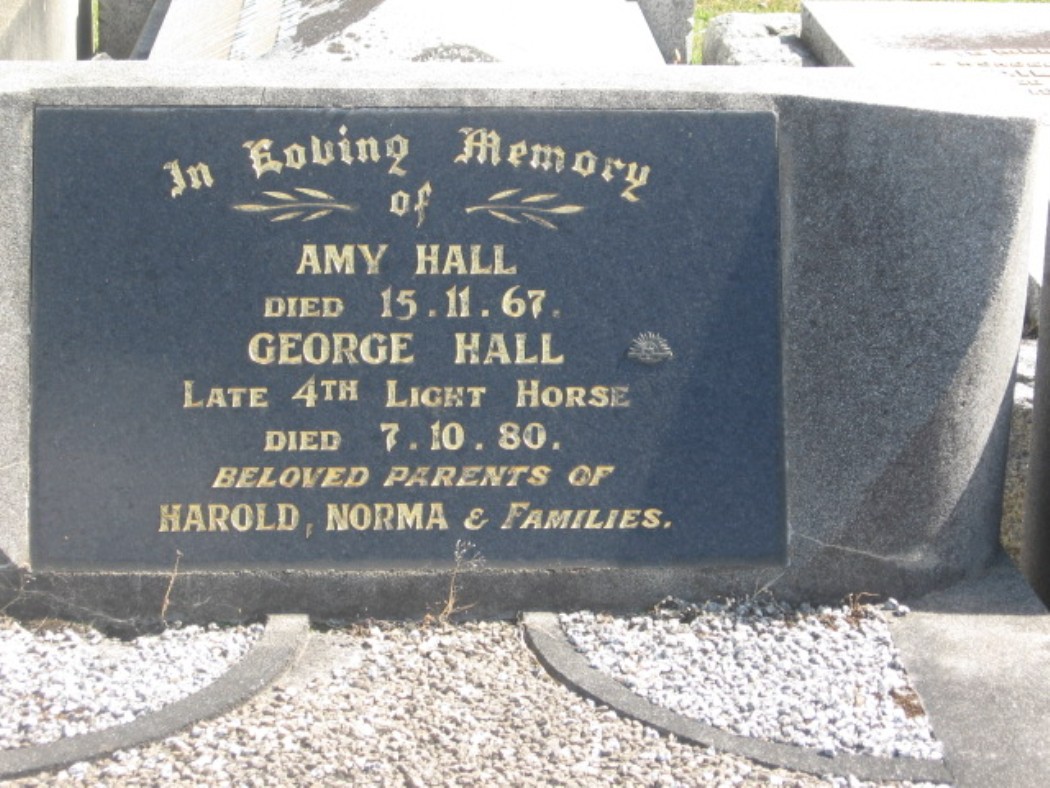 In Loving Memory
of
AMY HALL
DIED 15.11.67.
GEORGE HALL
LATE 4TH LIGHT HORSE
DIED 7.10.80.
BELOVED PARENTS OF
HAROLD, NORMA & FAMILIES.